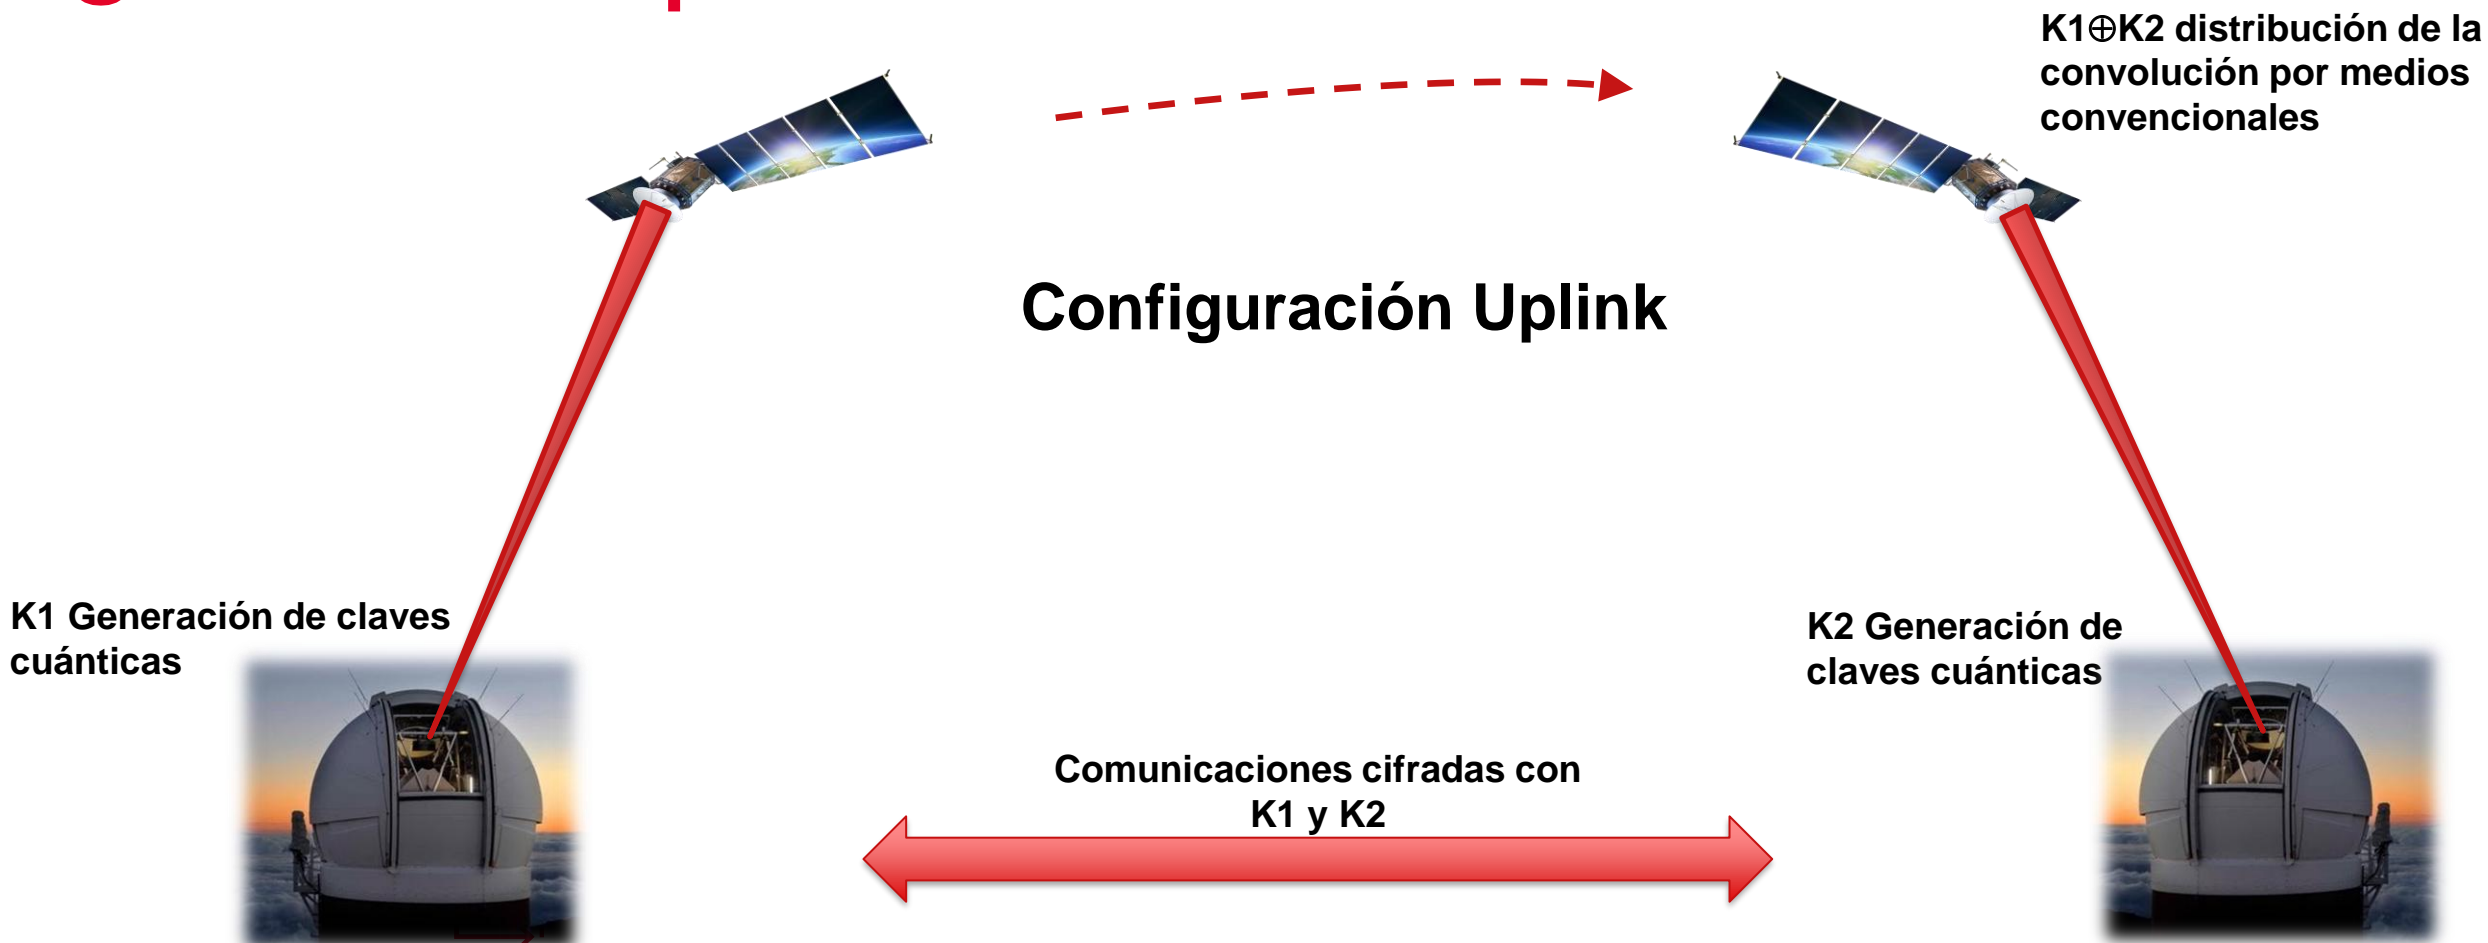 K1⊕K2 distribución de la
convolución por medios
convencionales
Configuración Uplink
K1 Generación de claves
cuánticas
K2 Generación de
claves cuánticas
Comunicaciones cifradas con
K1 y K2